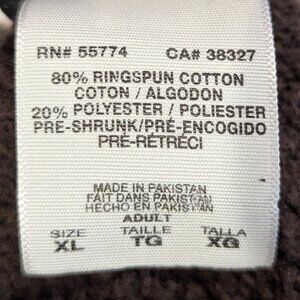 RN# 55774 CA# 38327
80% RINGSPUN COTTON
COTON / ALGODON
20% POLYESTER / POLIESTER
PRE-SHRUNK/PRÉ-ENCOGIDO
PRÉ-RÉTRÉCI
MADE IN PAKISTAN
FAIT DANS PAKISTAN
HECHO EN PAKISTAN
ADULT
SIZE TAILLE TALLA
XL TG XG